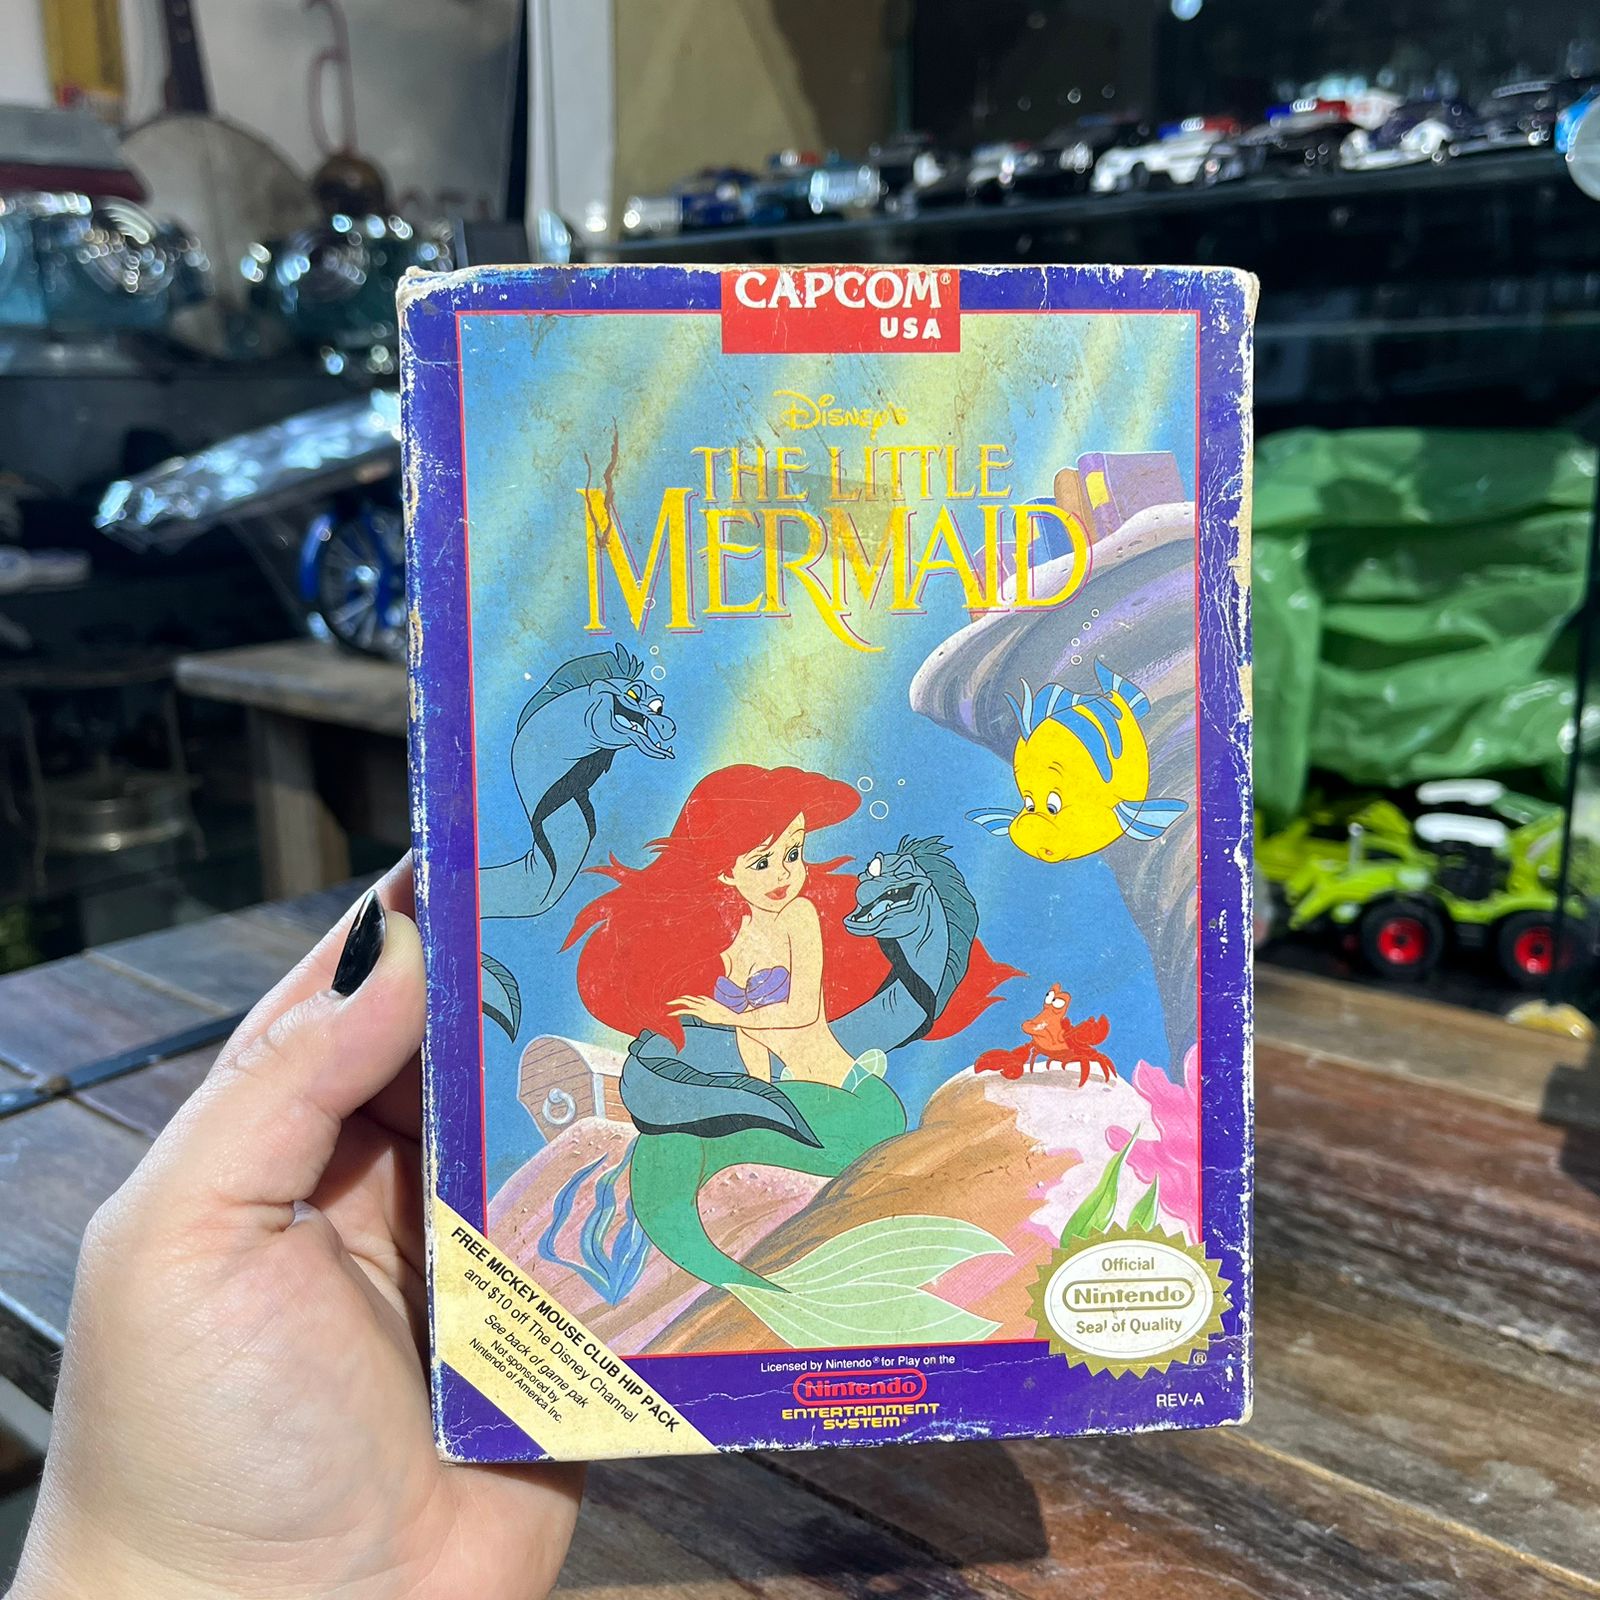 CAPCOM®
USA
Disney's
THE LITTLE
MERMAID
FREE MICKEY MOUSE CLUB HIP PACK
and $10 off The Disney Channel
See back of game pak
Not sponsored by
Nintendo of America Inc.
Licensed by Nintendo® for Play on the
Nintendo
ENTERTAINMENT
SYSTEM®
Official
Nintendo
Seal of Quality
®
REV-A